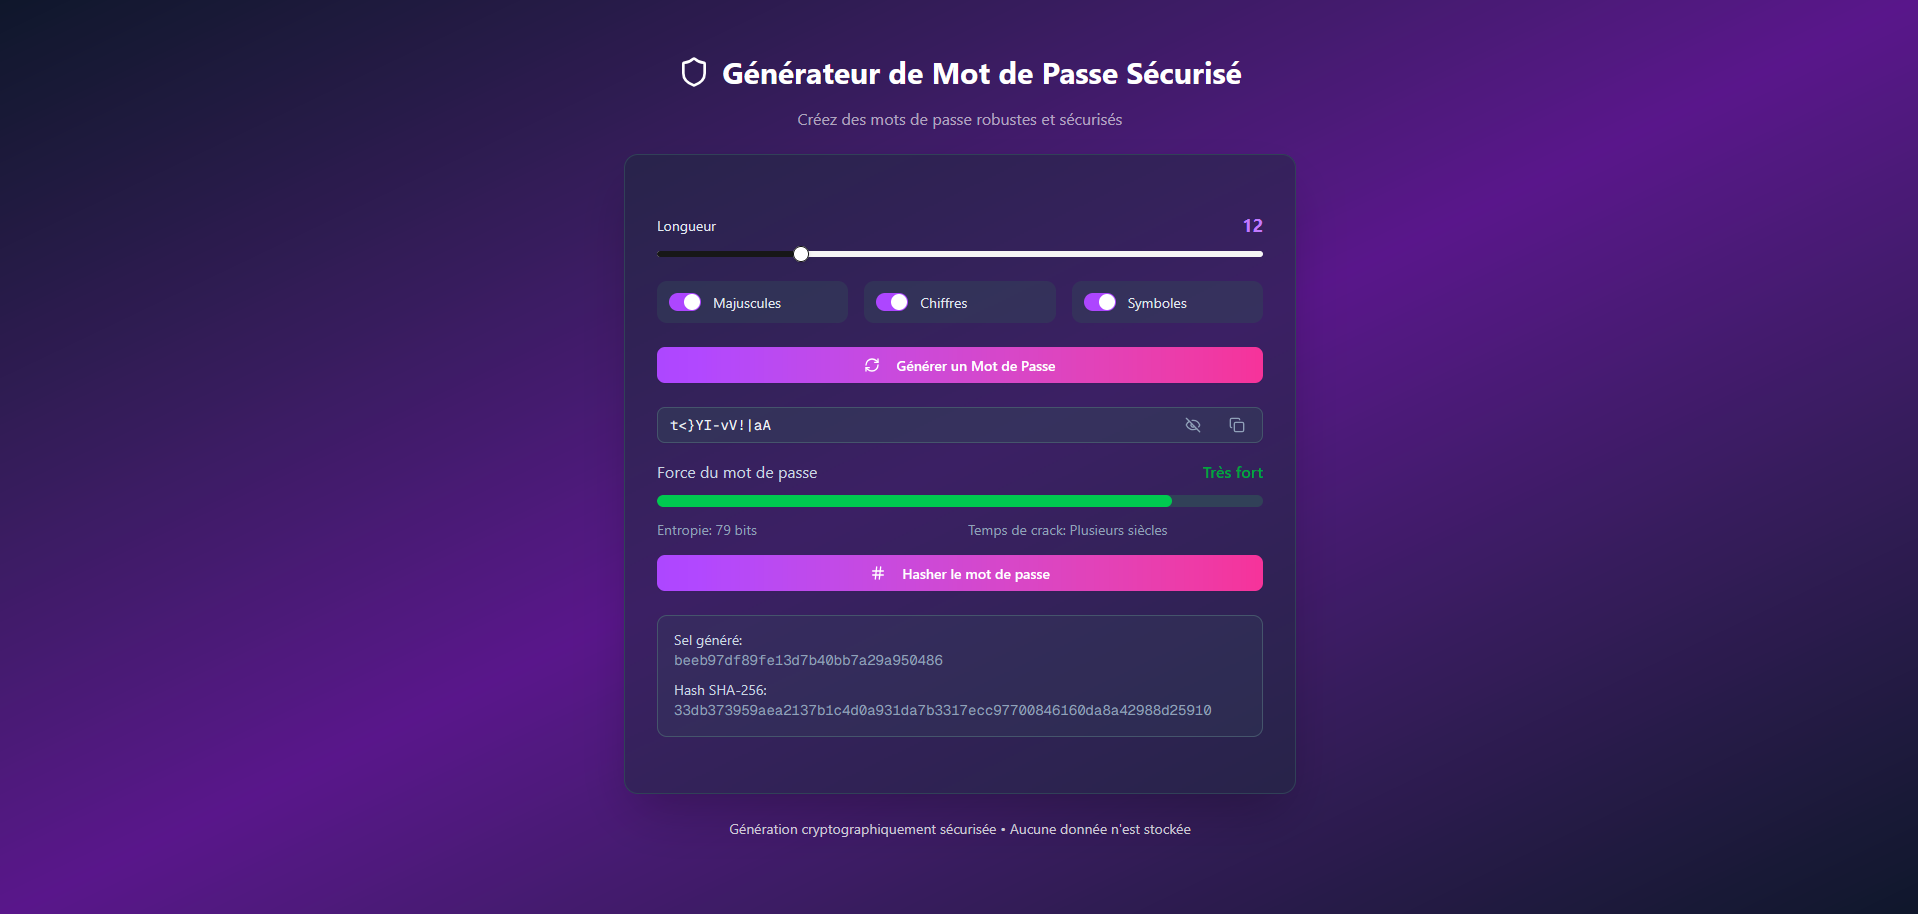 Générateur de Mot de Passe Sécurisé
Créez des mots de passe robustes et sécurisés
Longueur 12
Majuscules Chiffres Symboles
Générer un Mot de Passe
t<}YI-vV!|aA
Force du mot de passe Très fort
Entropie: 79 bits Temps de crack: Plusieurs siècles
# Hasher le mot de passe
Sel généré:
beeb97df89fe13d7b40bb7a29a950486
Hash SHA-256:
33db373959aea2137b1c4d0a931da7b3317ecc97700846160da8a42988d25910
Génération cryptographiquement sécurisée • Aucune donnée n'est stockée